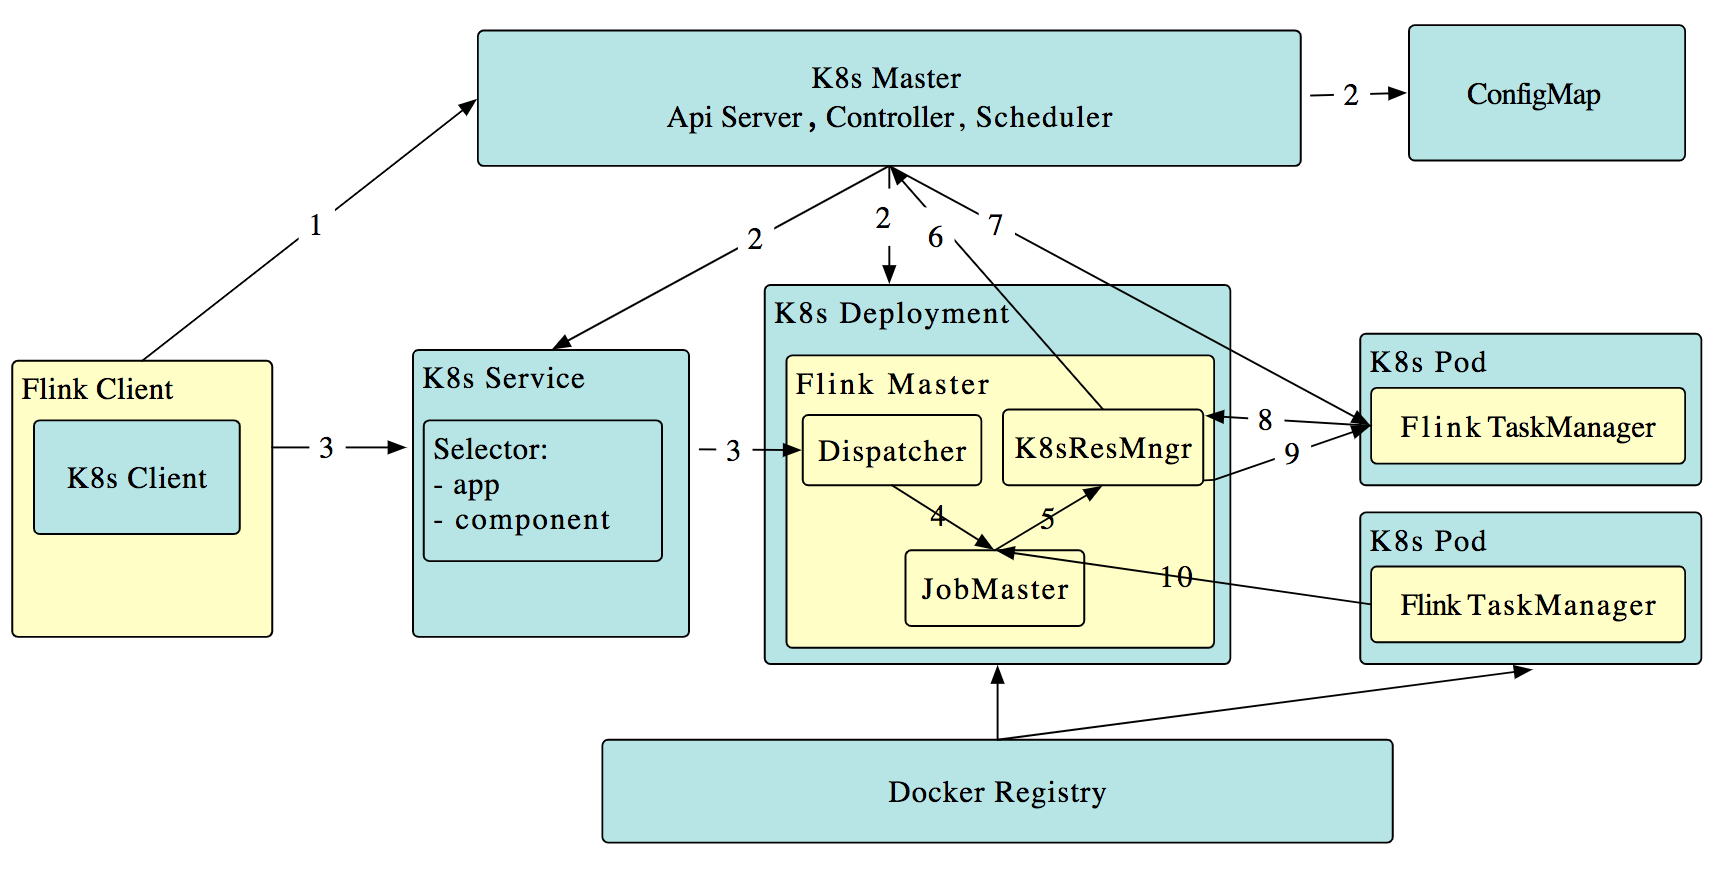 K8s Master
Api Server, Controller, Scheduler
2
ConfigMap
1
2
2
6
7
K8s Deployment
Flink Client
K8s Client
3
K8s Service
Selector:
- app
- component
3
Flink Master
Dispatcher
K8sResMngr
4
5
JobMaster
8
9
10
K8s Pod
Flink TaskManager
K8s Pod
Flink TaskManager
Docker Registry